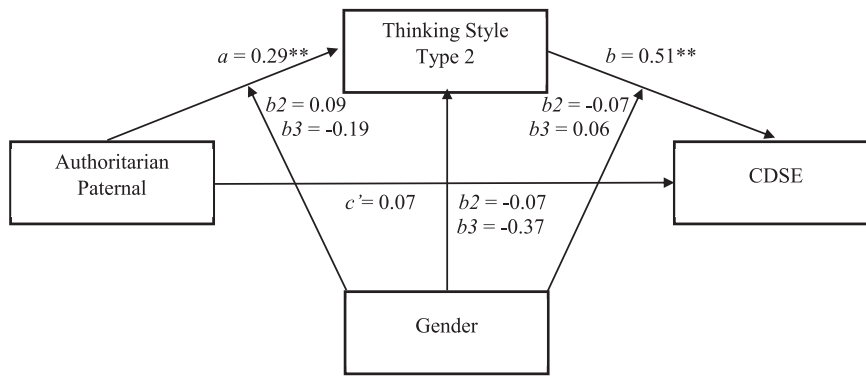 Thinking Style
Type 2
a = 0.29**
b = 0.51**
b2 = 0.09
b3 = -0.19
b2 = -0.07
b3 = 0.06
Authoritarian
Paternal
CDSE
c’= 0.07
b2 = -0.07
b3 = -0.37
Gender